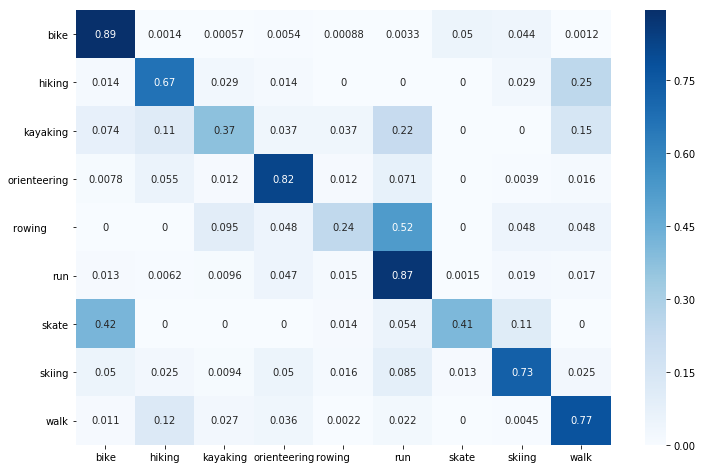 bike 0.89 0.0014 0.00057 0.0054 0.00088 0.0033 0.05 0.044 0.0012
hiking 0.014 0.67 0.029 0.014 0 0 0 0.029 0.25
kayaking 0.074 0.11 0.37 0.037 0.037 0.22 0 0 0.15
orienteering 0.0078 0.055 0.012 0.82 0.012 0.071 0 0.0039 0.016
rowing 0 0 0.095 0.048 0.24 0.52 0 0.048 0.048
run 0.013 0.0062 0.0096 0.047 0.015 0.87 0.0015 0.019 0.017
skate 0.42 0 0 0 0.014 0.054 0.41 0.11 0
skiing 0.05 0.025 0.0094 0.05 0.016 0.085 0.013 0.73 0.025
walk 0.011 0.12 0.027 0.036 0.0022 0.022 0 0.0045 0.77
bike hiking kayaking orienteering rowing run skate skiing walk
0.75
0.60
0.45
0.30
0.15
0.00